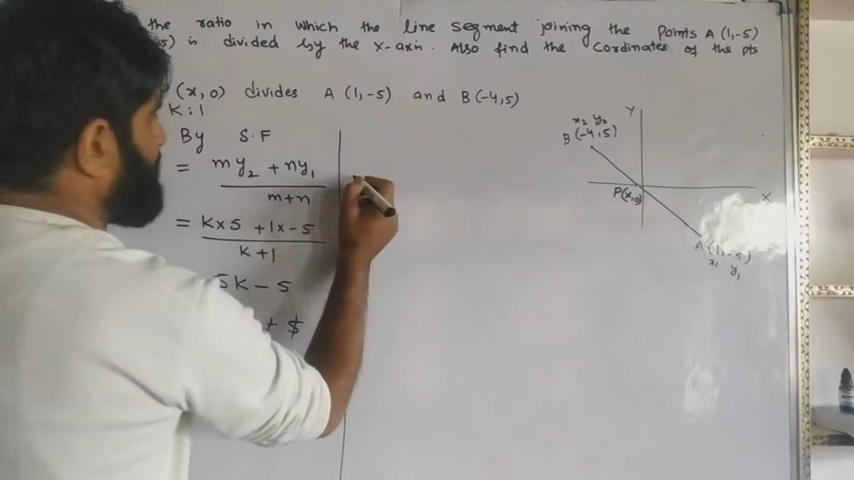 the ratio in which the line segment joining the points A (1,-5)
5) is divided by the x-axis. Also find the Cordinates of the pts
(x, 0) divides A (1, -5) and B (-4, 5)
K : 1
By S.F
= my₂ + ny₁
m+n
= K×5 + 1×-5
K+1
5K - 5
+ $
Y
x₂ y₂
B (-4, 5)
P(x,0)
X
A (1, -5)
x₁ y₁